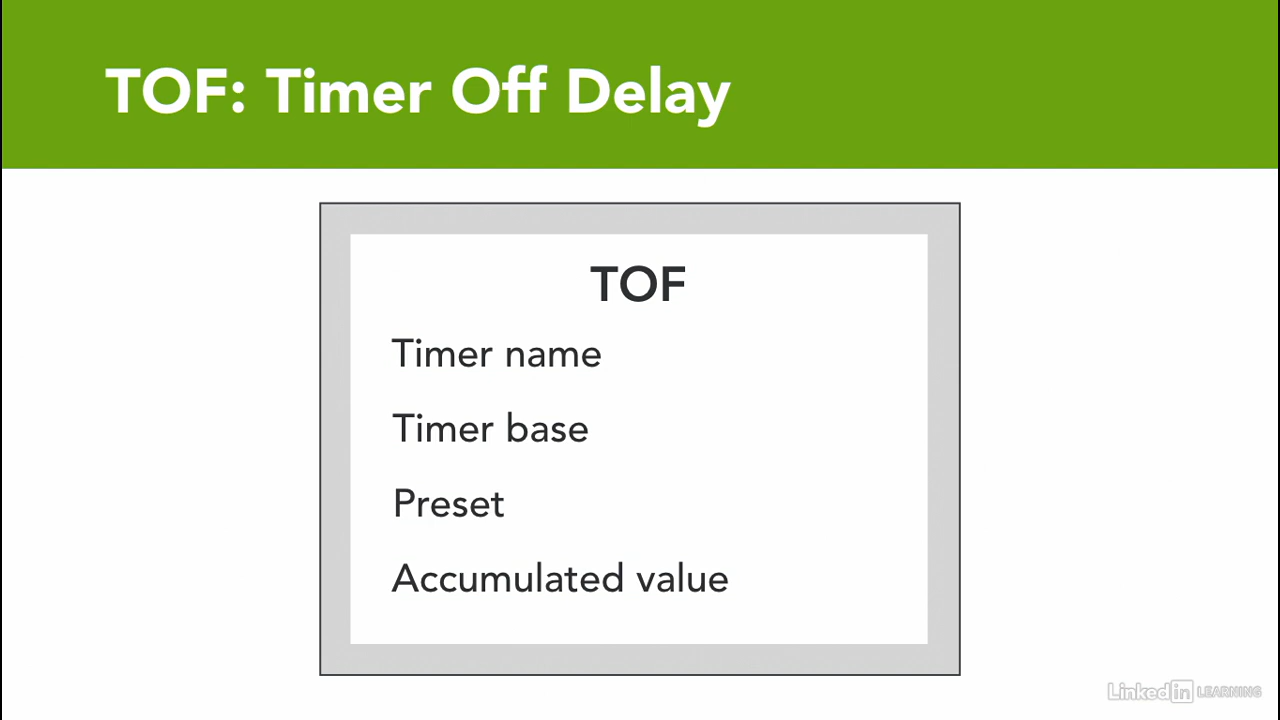 TOF: Timer Off Delay
TOF
Timer name
Timer base
Preset
Accumulated value
Linked in LEARNING